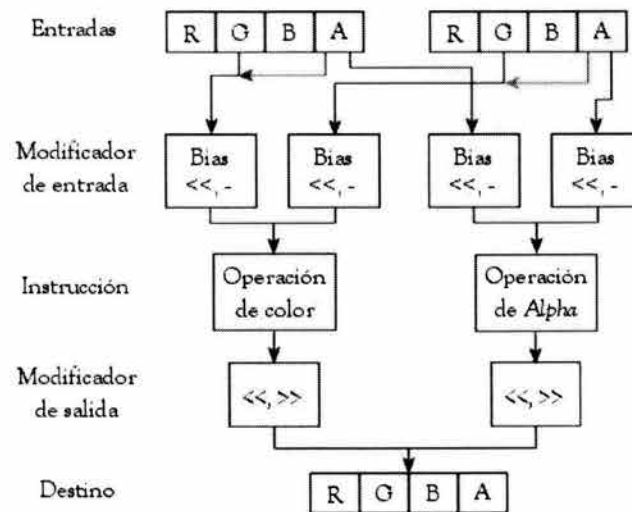 Entradas
R G B A
R G B A
Modificador
de entrada
Bias
<<, -
Bias
<<, -
Bias
<<, -
Bias
<<, -
Instrucción
Operación
de color
Operación
de Alpha
Modificador
de salida
<<, >>
<<, >>
Destino
R G B A